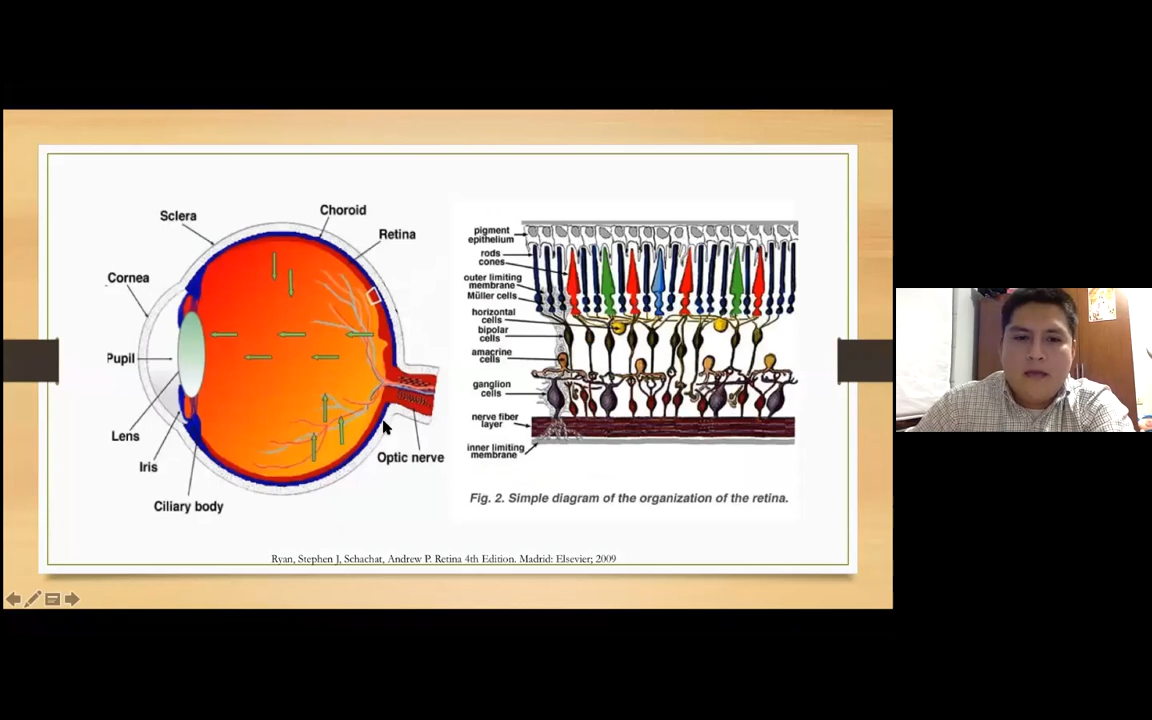 Sclera
Choroid
Retina
Cornea
Pupil
Lens
Iris
Ciliary body
Optic nerve
pigment
epithelium
rods
cones
outer limiting
membrane
Müller cells
horizontal
cells
bipolar
cells
amacrine
cells
ganglion
cells
nerve fiber
layer
inner limiting
membrane
Fig. 2. Simple diagram of the organization of the retina.
Ryan, Stephen J, Schachat, Andrew P. Retina 4th Edition. Madrid: Elsevier; 2009